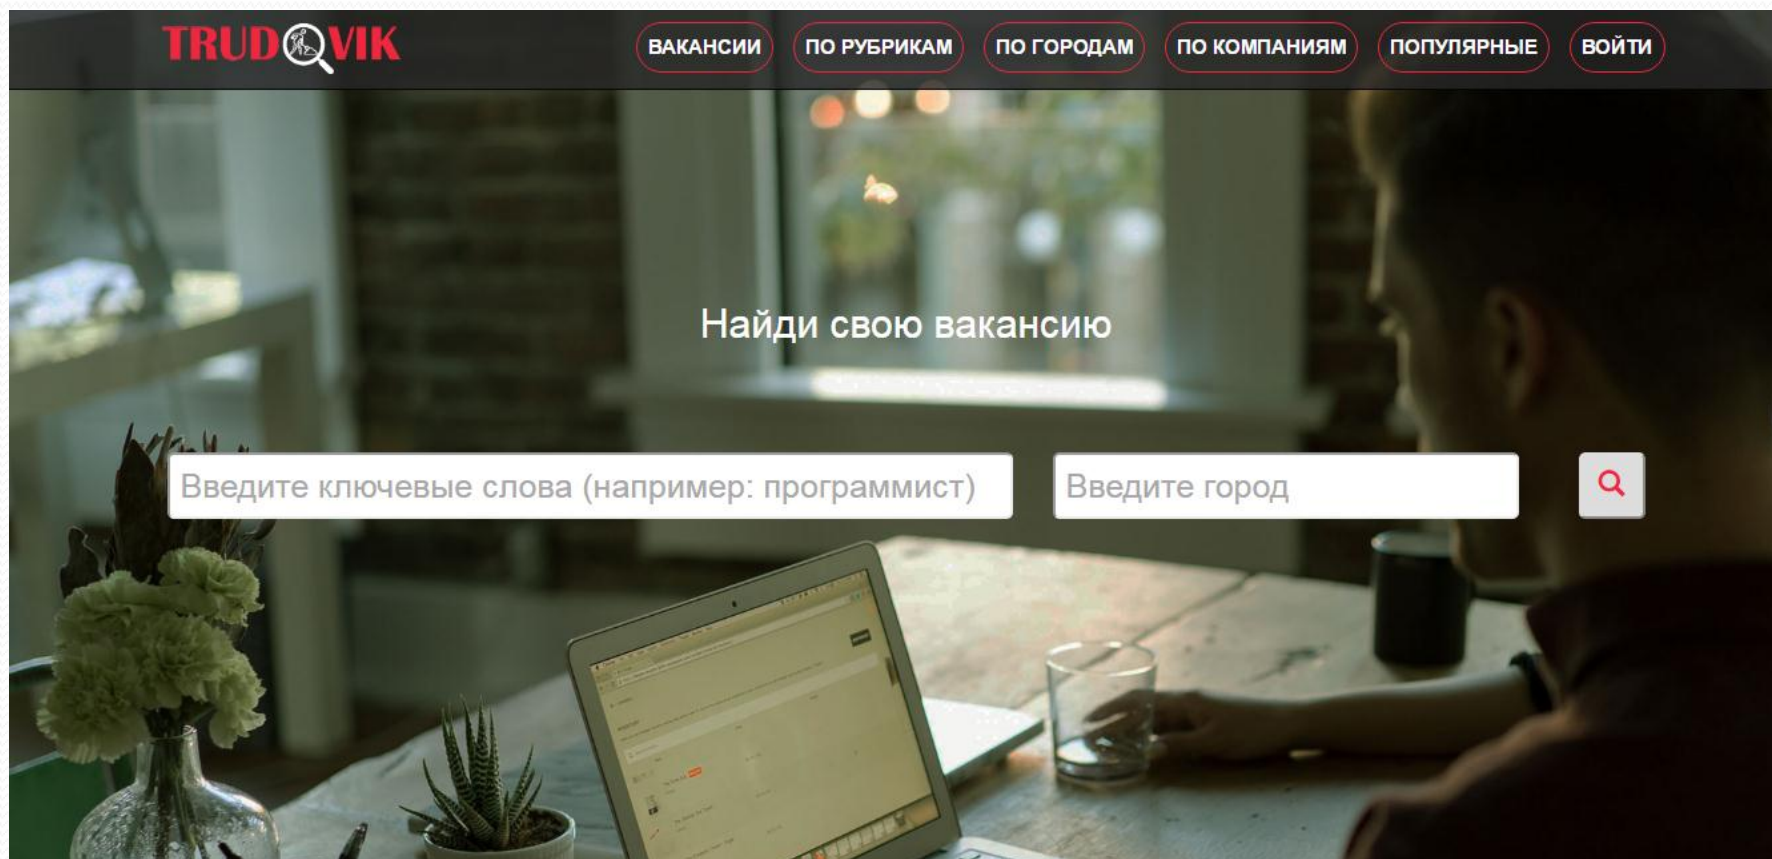 TRUDOVIK
ВАКАНСИИ ПО РУБРИКАМ ПО ГОРОДАМ ПО КОМПАНИЯМ ПОПУЛЯРНЫЕ ВОЙТИ
Найди свою вакансию
Введите ключевые слова (например: программист) Введите город